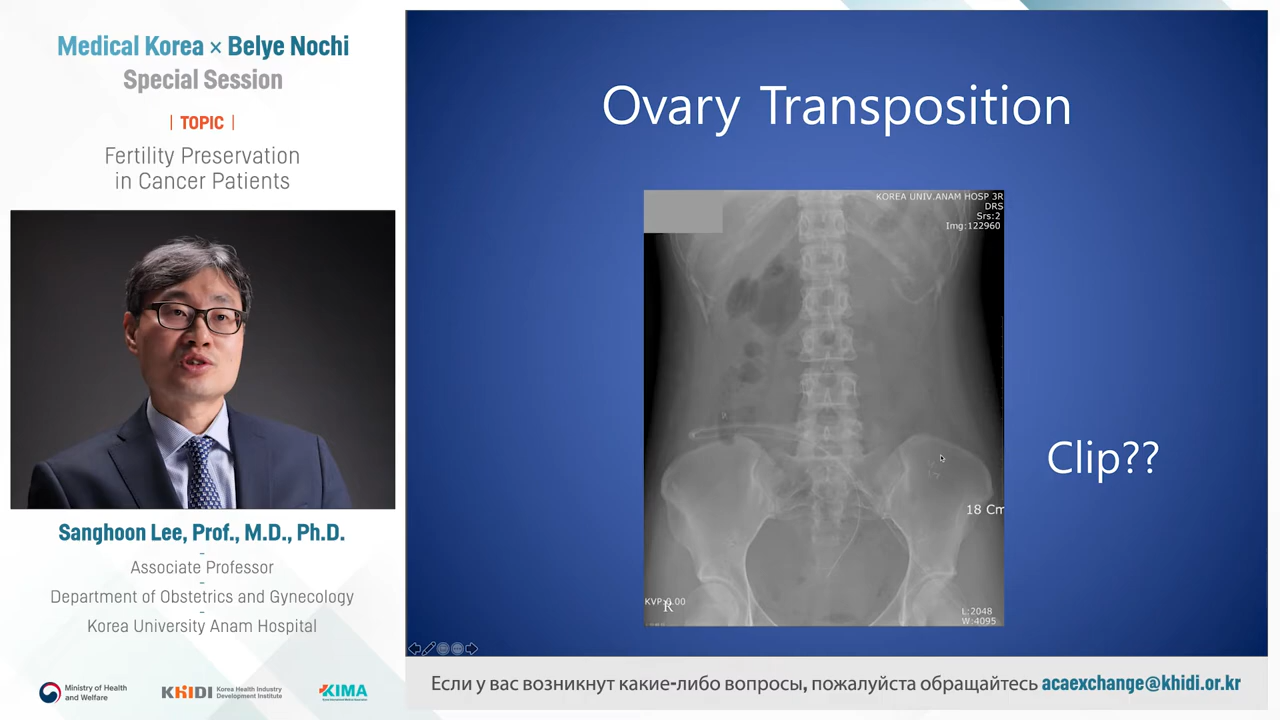 Medical Korea × Belye Nochi
Special Session
| TOPIC |
Fertility Preservation
in Cancer Patients
Sanghoon Lee, Prof., M.D., Ph.D.
Associate Professor
Department of Obstetrics and Gynecology
Korea University Anam Hospital
Ministry of Health
and Welfare
KHIDI
Korea Health Industry
Development Institute
KIMA
Ovary Transposition
KOREA UNIV.ANAM HOSP 3R
DRS
Srs:2
Img:122960
Clip??
18 Cm
KVP:0.00
R
L:2048
W:4095
Если у вас возникнут какие-либо вопросы, пожалуйста обращайтесь acaexchange@khidi.or.kr